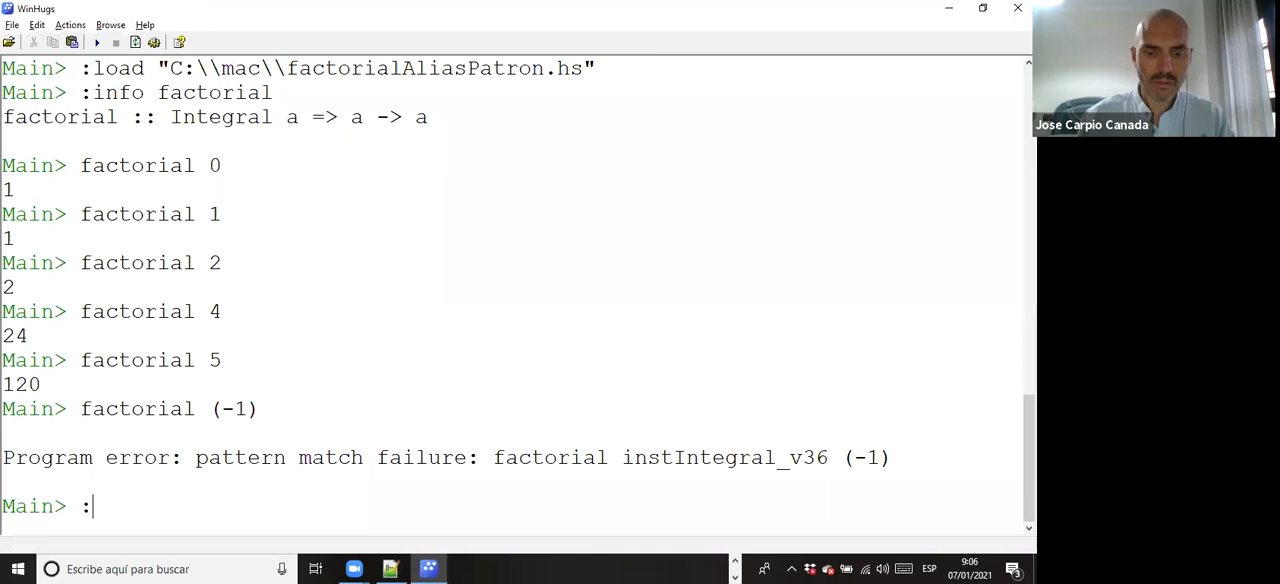 WinHugs
File Edit Actions Browse Help
Main> :load "C:\\mac\\factorialAliasPatron.hs"
Main> :info factorial
factorial :: Integral a => a -> a
Main> factorial 0
1
Main> factorial 1
1
Main> factorial 2
2
Main> factorial 4
24
Main> factorial 5
120
Main> factorial (-1)
Program error: pattern match failure: factorial instIntegral_v36 (-1)
Main> :
Jose Carpio Canada
Escribe aquí para buscar
ESP
9:06
07/01/2021
3